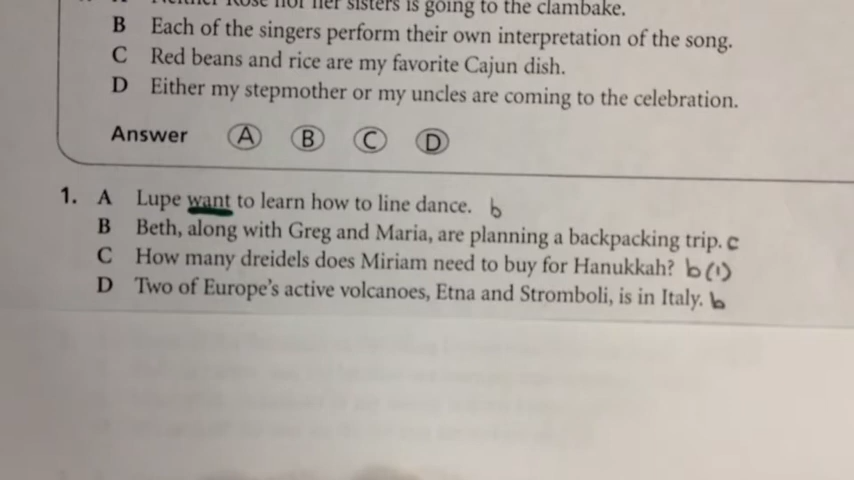 Neither Rose nor her sisters is going to the clambake.
B Each of the singers perform their own interpretation of the song.
C Red beans and rice are my favorite Cajun dish.
D Either my stepmother or my uncles are coming to the celebration.
Answer A B C D
1. A Lupe want to learn how to line dance. b
B Beth, along with Greg and Maria, are planning a backpacking trip. c
C How many dreidels does Miriam need to buy for Hanukkah? b(1)
D Two of Europe's active volcanoes, Etna and Stromboli, is in Italy. b